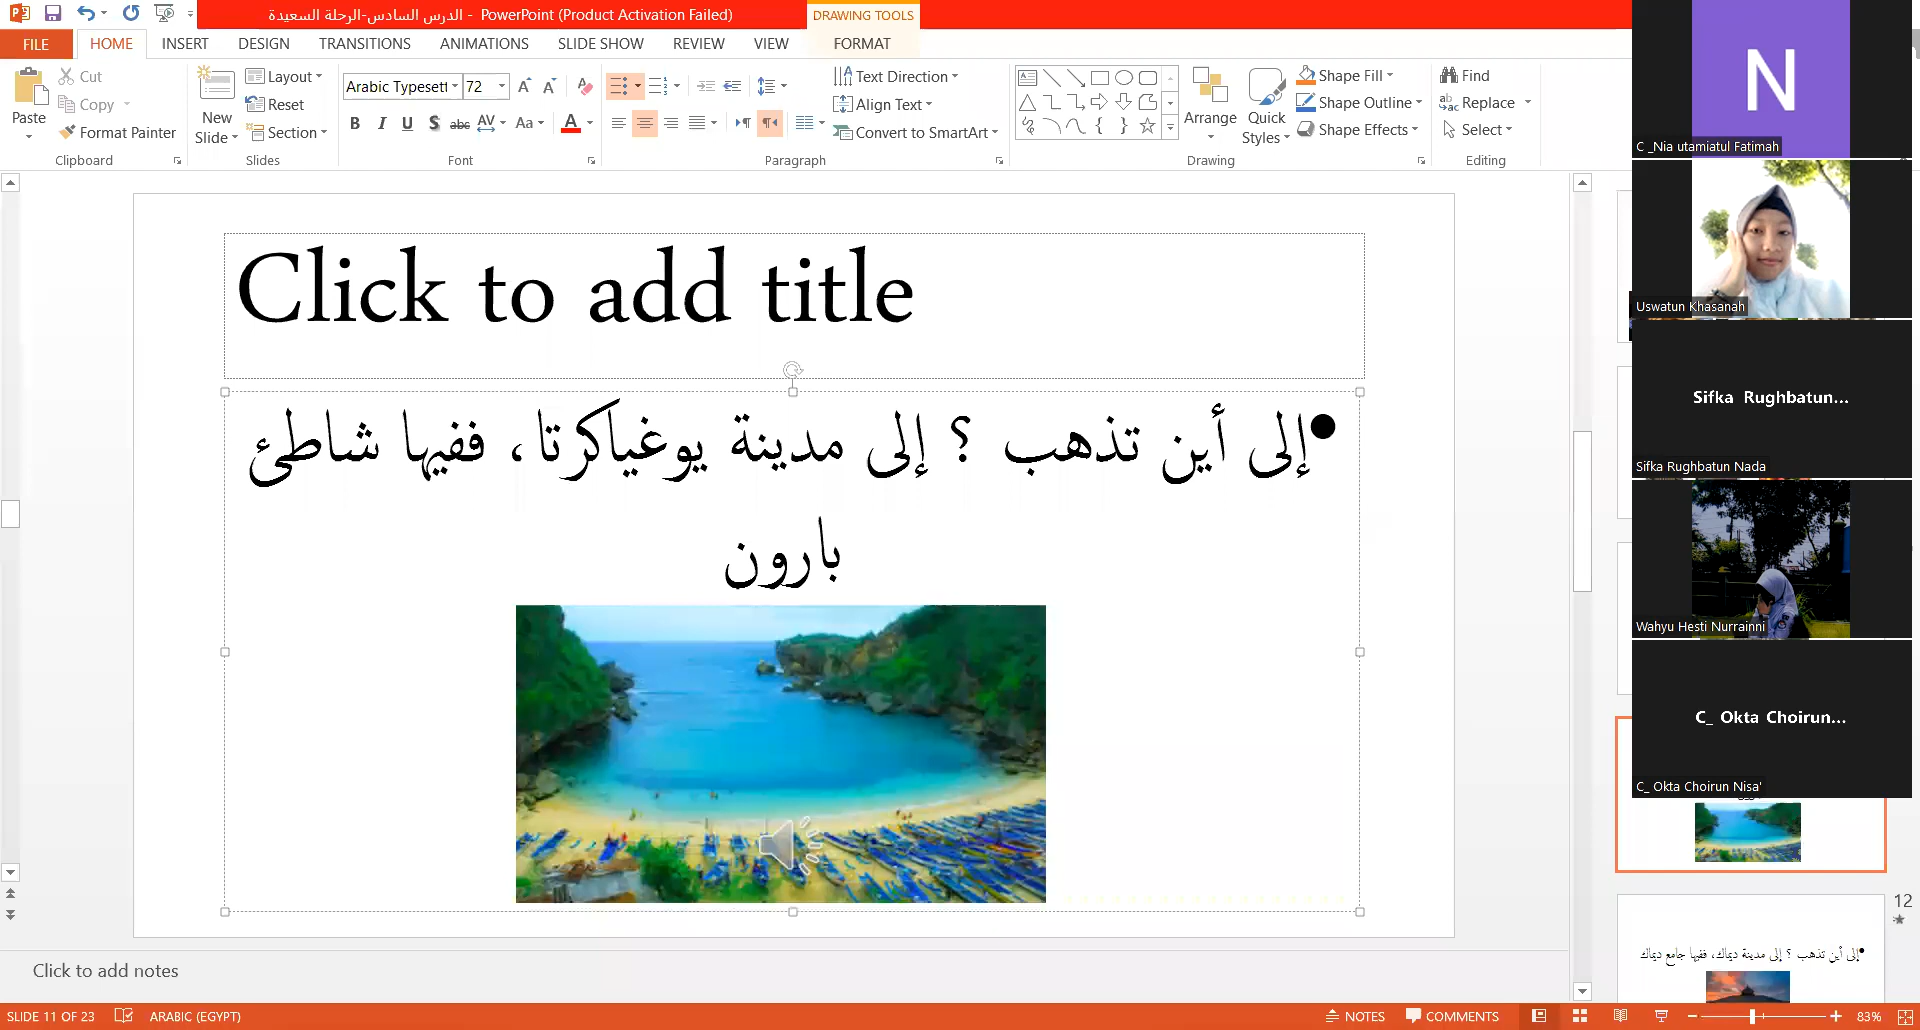 الدرس السادس-الرحلة السعيدة - PowerPoint (Product Activation Failed)
DRAWING TOOLS
FILE
HOME
INSERT
DESIGN
TRANSITIONS
ANIMATIONS
SLIDE SHOW
REVIEW
VIEW
FORMAT
Paste
Cut
Copy
Format Painter
Clipboard
New
Slide
Layout
Reset
Section
Slides
Arabic Typesett
72
B I U S abc AV Aa A
Font
Text Direction
Align Text
Convert to SmartArt
Paragraph
Arrange
Quick
Styles
Shape Fill
Shape Outline
Shape Effects
Drawing
Find
Replace
Select
Editing
N
C _Nia utamiatul Fatimah
Uswatun Khasanah
Sifka Rughbatun...
Sifka Rughbatun Nada
Wahyu Hesti Nurrainni
C_ Okta Choirun...
C_ Okta Choirun Nisa'
Click to add title
•إلى أين تذهب ؟ إلى مدينة يوغياكرتا، ففيها شاطئ
بارون
12
•إلى أين تذهب ؟ إلى مدينة ديماك، ففيها جامع ديماك
Click to add notes
SLIDE 11 OF 23
ARABIC (EGYPT)
NOTES
COMMENTS
83%